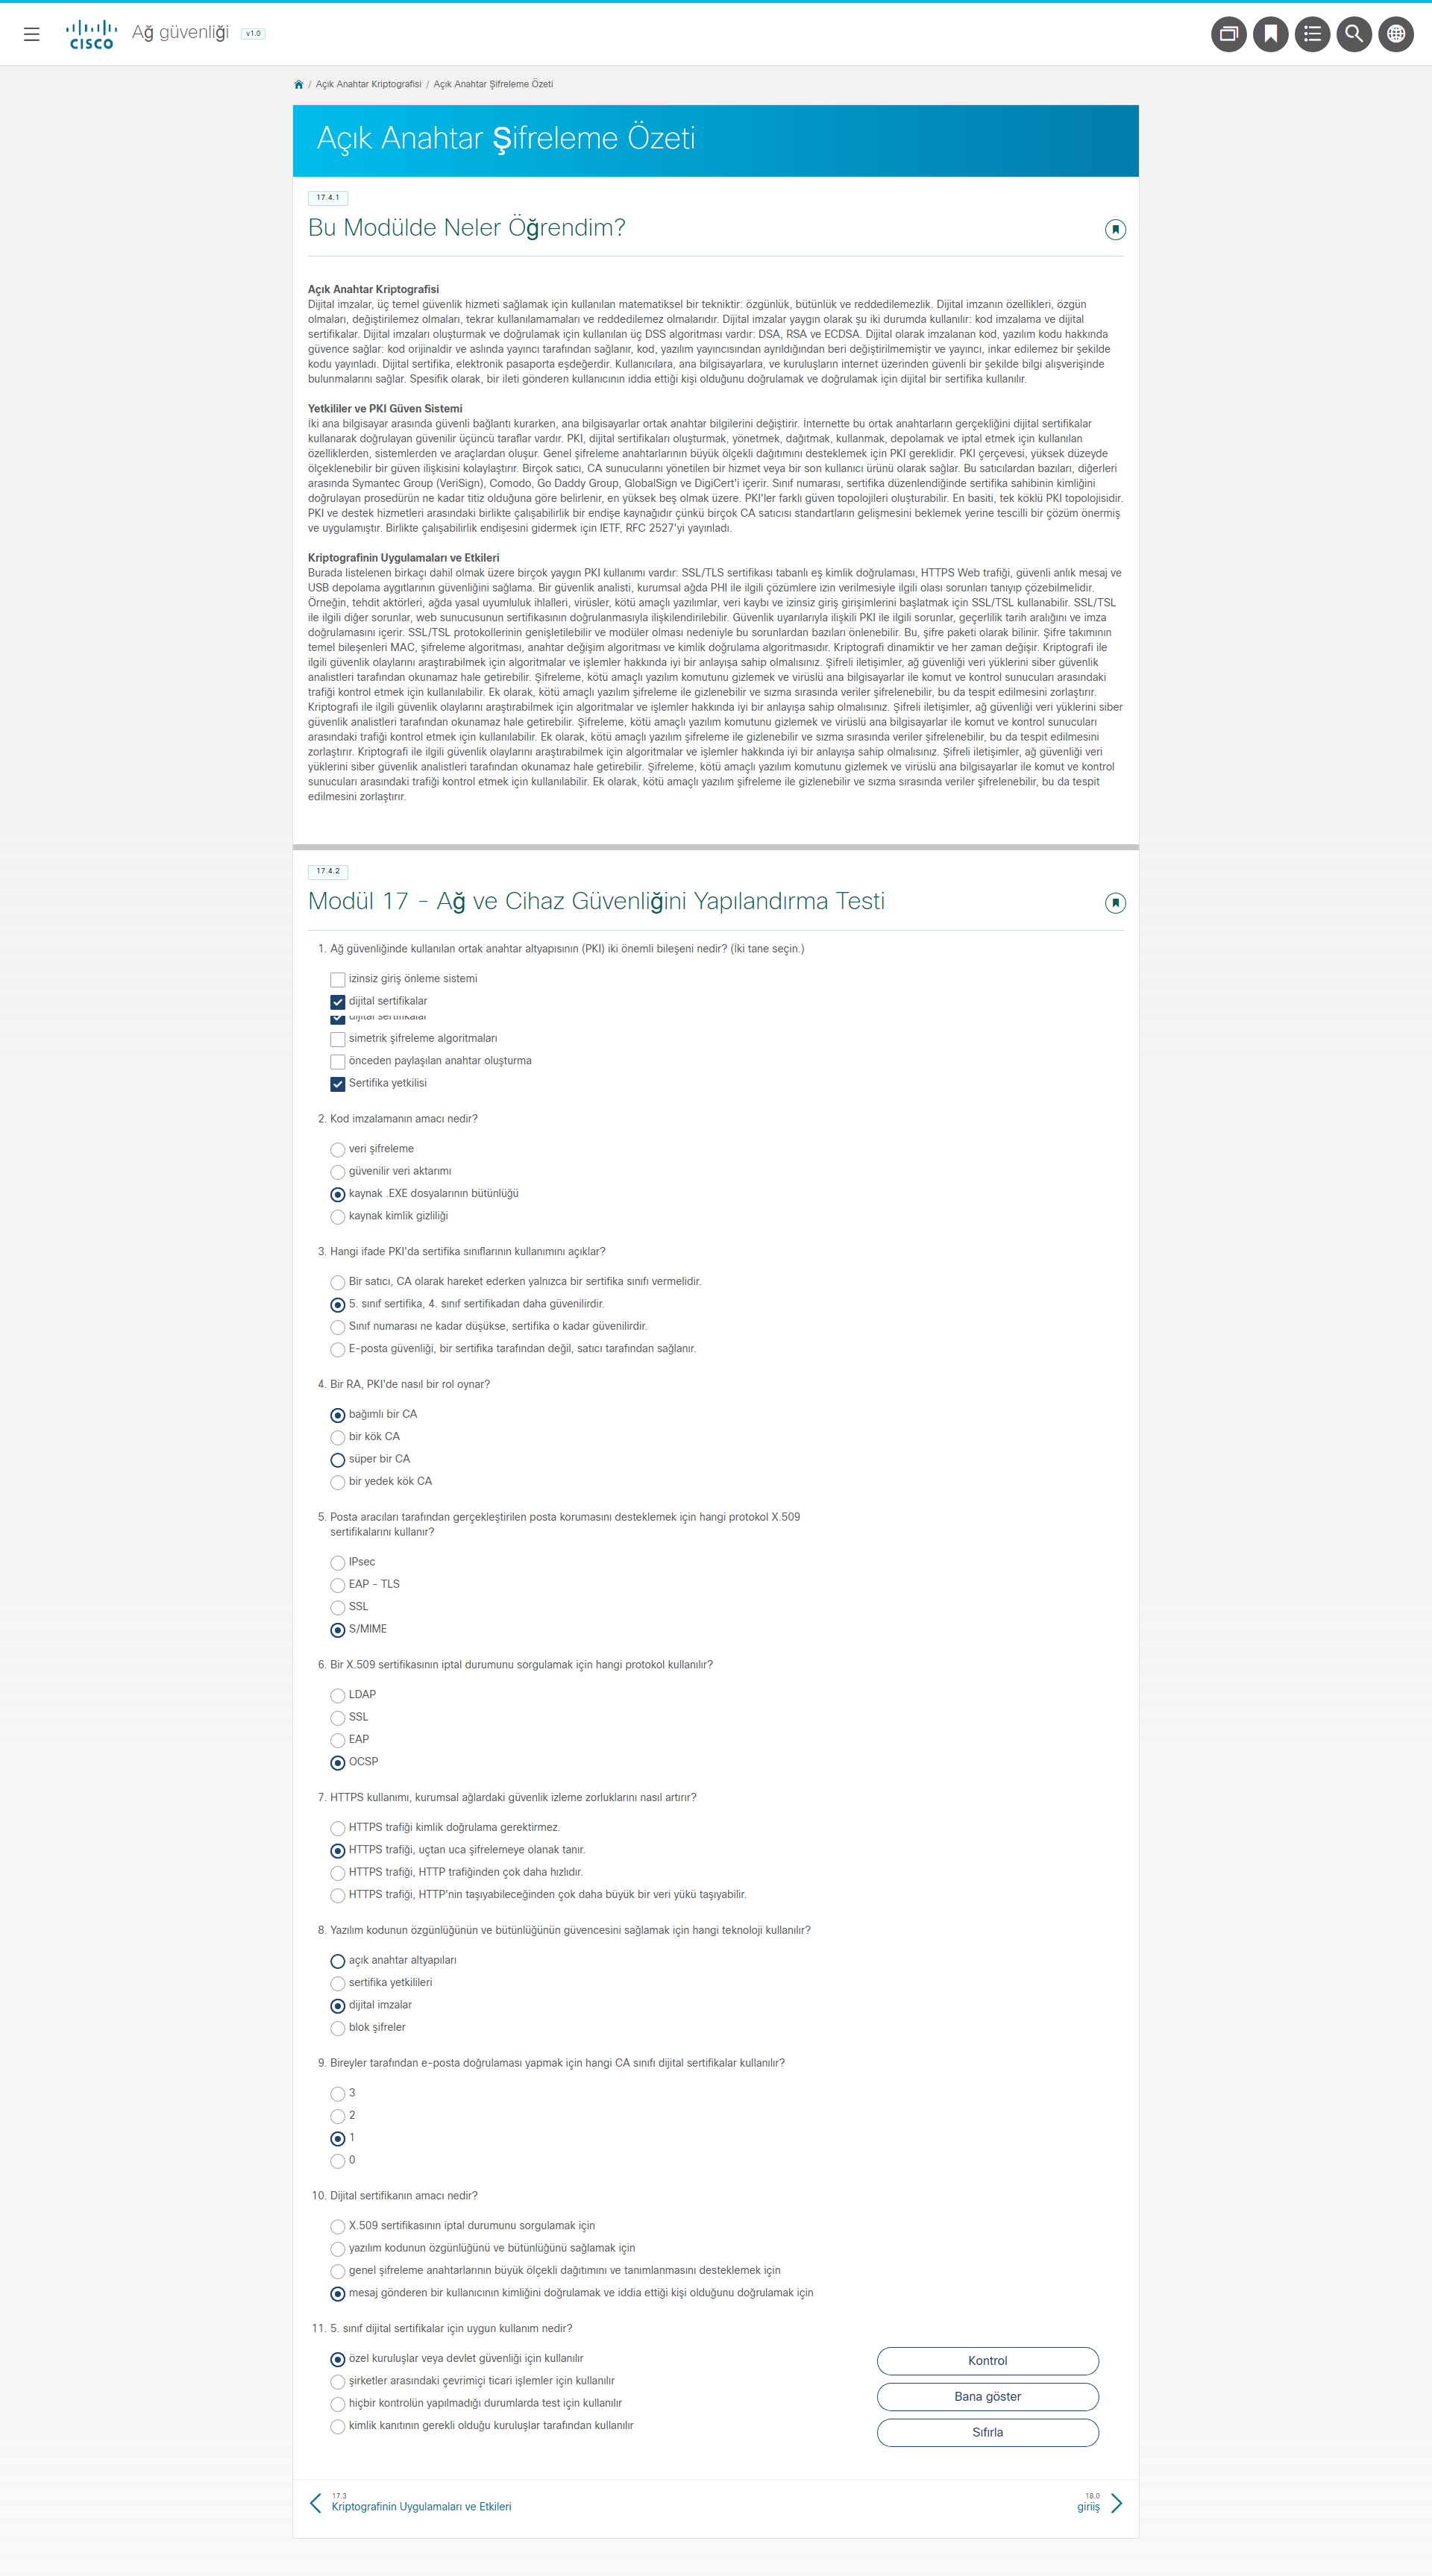 CISCO
Ağ güvenliği v1.0
/ Açık Anahtar Kriptografisi / Açık Anahtar Şifreleme Özeti
Açık Anahtar Şifreleme Özeti
17.4.1
Bu Modülde Neler Öğrendim?
Açık Anahtar Kriptografisi
Dijital imzalar, üç temel güvenlik hizmeti sağlamak için kullanılan matematiksel bir tekniktir: özgünlük, bütünlük ve reddedilemezlik. Dijital imzanın özellikleri, özgün
olmaları, değiştirilemez olmaları, tekrar kullanılamamaları ve reddedilemez olmalarıdır. Dijital imzalar yaygın olarak şu iki durumda kullanılır: kod imzalama ve dijital
sertifikalar. Dijital imzaları oluşturmak ve doğrulamak için kullanılan üç DSS algoritması vardır: DSA, RSA ve ECDSA. Dijital olarak imzalanan kod, yazılım kodu hakkında
güvence sağlar: kod orijinaldir ve aslında yayıncı tarafından sağlanır, kod, yazılım yayıncısından ayrıldığından beri değiştirilmemiştir ve yayıncı, inkar edilemez bir şekilde
kodu yayınladı. Dijital sertifika, elektronik pasaporta eşdeğerdir. Kullanıcılara, ana bilgisayarlara, ve kuruluşların internet üzerinden güvenli bir şekilde bilgi alışverişinde
bulunmalarını sağlar. Spesifik olarak, bir ileti gönderen kullanıcının iddia ettiği kişi olduğunu doğrulamak ve doğrulamak için dijital bir sertifika kullanılır.
Yetkililer ve PKI Güven Sistemi
İki ana bilgisayar arasında güvenli bağlantı kurarken, ana bilgisayarlar ortak anahtar bilgilerini değiştirir. İnternette bu ortak anahtarların gerçekliğini dijital sertifikalar
kullanarak doğrulayan güvenilir üçüncü taraflar vardır. PKI, dijital sertifikaları oluşturmak, yönetmek, dağıtmak, kullanmak, depolamak ve iptal etmek için kullanılan
özelliklerden, sistemlerden ve araçlardan oluşur. Genel şifreleme anahtarlarının büyük ölçekli dağıtımını desteklemek için PKI gereklidir. PKI çerçevesi, yüksek düzeyde
ölçeklenebilir bir güven ilişkisini kolaylaştırır. Birçok satıcı, CA sunucularını yönetilen bir hizmet veya bir son kullanıcı ürünü olarak sağlar. Bu satıcılardan bazıları, diğerleri
arasında Symantec Group (VeriSign), Comodo, Go Daddy Group, GlobalSign ve DigiCert'i içerir. Sınıf numarası, sertifika düzenlendiğinde sertifika sahibinin kimliğini
doğrulayan prosedürün ne kadar titiz olduğuna göre belirlenir, en yüksek beş olmak üzere. PKI'ler farklı güven topolojileri oluşturabilir. En basiti, tek köklü PKI topolojisidir.
PKI ve destek hizmetleri arasındaki birlikte çalışabilirlik bir endişe kaynağıdır çünkü birçok CA satıcısı standartların gelişmesini beklemek yerine tescilli bir çözüm önermiş
ve uygulamıştır. Birlikte çalışabilirlik endişesini gidermek için IETF, RFC 2527'yi yayınladı.
Kriptografinin Uygulamaları ve Etkileri
Burada listelenen birkaçı dahil olmak üzere birçok yaygın PKI kullanımı vardır: SSL/TLS sertifikası tabanlı eş kimlik doğrulaması, HTTPS Web trafiği, güvenli anlık mesaj ve
USB depolama aygıtlarının güvenliğini sağlama. Bir güvenlik analisti, kurumsal ağda PHI ile ilgili çözümlere izin verilmesiyle ilgili olası sorunları tanıyıp çözebilmelidir.
Örneğin, tehdit aktörleri, ağda yasal uyumluluk ihlalleri, virüsler, kötü amaçlı yazılımlar, veri kaybı ve izinsiz giriş girişimlerini başlatmak için SSL/TSL kullanabilir. SSL/TSL
ile ilgili diğer sorunlar, web sunucusunun sertifikasının doğrulanmasıyla ilişkilendirilebilir. Güvenlik uyarılarıyla ilişkili PKI ile ilgili sorunlar, geçerlilik tarih aralığını ve imza
doğrulamasını içerir. SSL/TSL protokollerinin genişletilebilir ve modüler olması nedeniyle bu sorunlardan bazıları önlenebilir. Bu, şifre paketi olarak bilinir. Şifre takımının
temel bileşenleri MAC, şifreleme algoritması, anahtar değişim algoritması ve kimlik doğrulama algoritmasıdır. Kriptografi dinamiktir ve her zaman değişir. Kriptografi ile
ilgili güvenlik olaylarını araştırabilmek için algoritmalar ve işlemler hakkında iyi bir anlayışa sahip olmalısınız. Şifreli iletişimler, ağ güvenliği veri yüklerini siber güvenlik
analistleri tarafından okunamaz hale getirebilir. Şifreleme, kötü amaçlı yazılım komutunu gizlemek ve virüslü ana bilgisayarlar ile komut ve kontrol sunucuları arasındaki
trafiği kontrol etmek için kullanılabilir. Ek olarak, kötü amaçlı yazılım şifreleme ile gizlenebilir ve sızma sırasında veriler şifrelenebilir, bu da tespit edilmesini zorlaştırır.
Kriptografi ile ilgili güvenlik olaylarını araştırabilmek için algoritmalar ve işlemler hakkında iyi bir anlayışa sahip olmalısınız. Şifreli iletişimler, ağ güvenliği veri yüklerini siber
güvenlik analistleri tarafından okunamaz hale getirebilir. Şifreleme, kötü amaçlı yazılım komutunu gizlemek ve virüslü ana bilgisayarlar ile komut ve kontrol sunucuları
arasındaki trafiği kontrol etmek için kullanılabilir. Ek olarak, kötü amaçlı yazılım şifreleme ile gizlenebilir ve sızma sırasında veriler şifrelenebilir, bu da tespit edilmesini
zorlaştırır. Kriptografi ile ilgili güvenlik olaylarını araştırabilmek için algoritmalar ve işlemler hakkında iyi bir anlayışa sahip olmalısınız. Şifreli iletişimler, ağ güvenliği veri
yüklerini siber güvenlik analistleri tarafından okunamaz hale getirebilir. Şifreleme, kötü amaçlı yazılım komutunu gizlemek ve virüslü ana bilgisayarlar ile komut ve kontrol
sunucuları arasındaki trafiği kontrol etmek için kullanılabilir. Ek olarak, kötü amaçlı yazılım şifreleme ile gizlenebilir ve sızma sırasında veriler şifrelenebilir, bu da tespit
edilmesini zorlaştırır.
17.4.2
Modül 17 - Ağ ve Cihaz Güvenliğini Yapılandırma Testi
1. Ağ güvenliğinde kullanılan ortak anahtar altyapısının (PKI) iki önemli bileşeni nedir? (İki tane seçin.)
izinsiz giriş önleme sistemi
dijital sertifikalar
dijital sertifikalar
simetrik şifreleme algoritmaları
önceden paylaşılan anahtar oluşturma
Sertifika yetkilisi
2. Kod imzalamanın amacı nedir?
veri şifreleme
güvenilir veri aktarımı
kaynak .EXE dosyalarının bütünlüğü
kaynak kimlik gizliliği
3. Hangi ifade PKI'da sertifika sınıflarının kullanımını açıklar?
Bir satıcı, CA olarak hareket ederken yalnızca bir sertifika sınıfı vermelidir.
5. sınıf sertifika, 4. sınıf sertifikadan daha güvenilirdir.
Sınıf numarası ne kadar düşükse, sertifika o kadar güvenilirdir.
E-posta güvenliği, bir sertifika tarafından değil, satıcı tarafından sağlanır.
4. Bir RA, PKI'de nasıl bir rol oynar?
bağımlı bir CA
bir kök CA
süper bir CA
bir yedek kök CA
5. Posta aracıları tarafından gerçekleştirilen posta korumasını desteklemek için hangi protokol X.509
sertifikalarını kullanır?
IPsec
EAP - TLS
SSL
S/MIME
6. Bir X.509 sertifikasının iptal durumunu sorgulamak için hangi protokol kullanılır?
LDAP
SSL
EAP
OCSP
7. HTTPS kullanımı, kurumsal ağlardaki güvenlik izleme zorluklarını nasıl artırır?
HTTPS trafiği kimlik doğrulama gerektirmez.
HTTPS trafiği, uçtan uca şifrelemeye olanak tanır.
HTTPS trafiği, HTTP trafiğinden çok daha hızlıdır.
HTTPS trafiği, HTTP'nin taşıyabileceğinden çok daha büyük bir veri yükü taşıyabilir.
8. Yazılım kodunun özgünlüğünün ve bütünlüğünün güvencesini sağlamak için hangi teknoloji kullanılır?
açık anahtar altyapıları
sertifika yetkilileri
dijital imzalar
blok şifreler
9. Bireyler tarafından e-posta doğrulaması yapmak için hangi CA sınıfı dijital sertifikalar kullanılır?
3
2
1
0
10. Dijital sertifikanın amacı nedir?
X.509 sertifikasının iptal durumunu sorgulamak için
yazılım kodunun özgünlüğünü ve bütünlüğünü sağlamak için
genel şifreleme anahtarlarının büyük ölçekli dağıtımını ve tanımlanmasını desteklemek için
mesaj gönderen bir kullanıcının kimliğini doğrulamak ve iddia ettiği kişi olduğunu doğrulamak için
11. 5. sınıf dijital sertifikalar için uygun kullanım nedir?
özel kuruluşlar veya devlet güvenliği için kullanılır
şirketler arasındaki çevrimiçi ticari işlemler için kullanılır
hiçbir kontrolün yapılmadığı durumlarda test için kullanılır
kimlik kanıtının gerekli olduğu kuruluşlar tarafından kullanılır
Kontrol
Bana göster
Sıfırla
17.3
Kriptografinin Uygulamaları ve Etkileri
18.0
giriiş